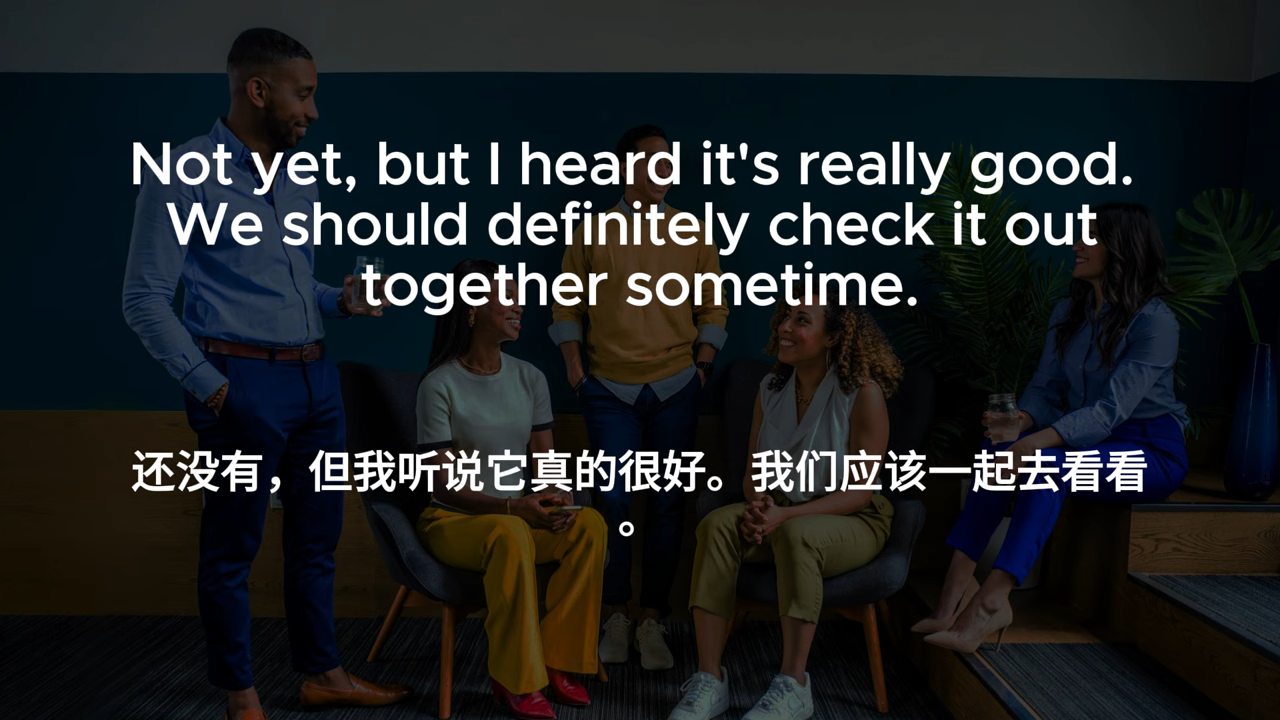 Not yet, but I heard it's really good.
We should definitely check it out
together sometime.
还没有，但我听说它真的很好。我们应该一起去看看
。